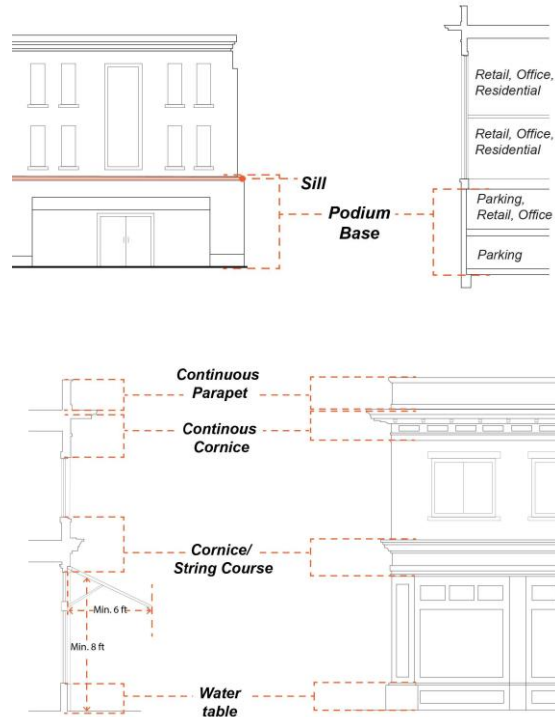 Retail, Office,
Residential
Retail, Office,
Residential
Sill
Podium
Base
Parking,
Retail, Office
Parking
Continuous
Parapet
Continous
Cornice
Cornice/
String Course
Min. 6 ft
Min. 8 ft
Water
table